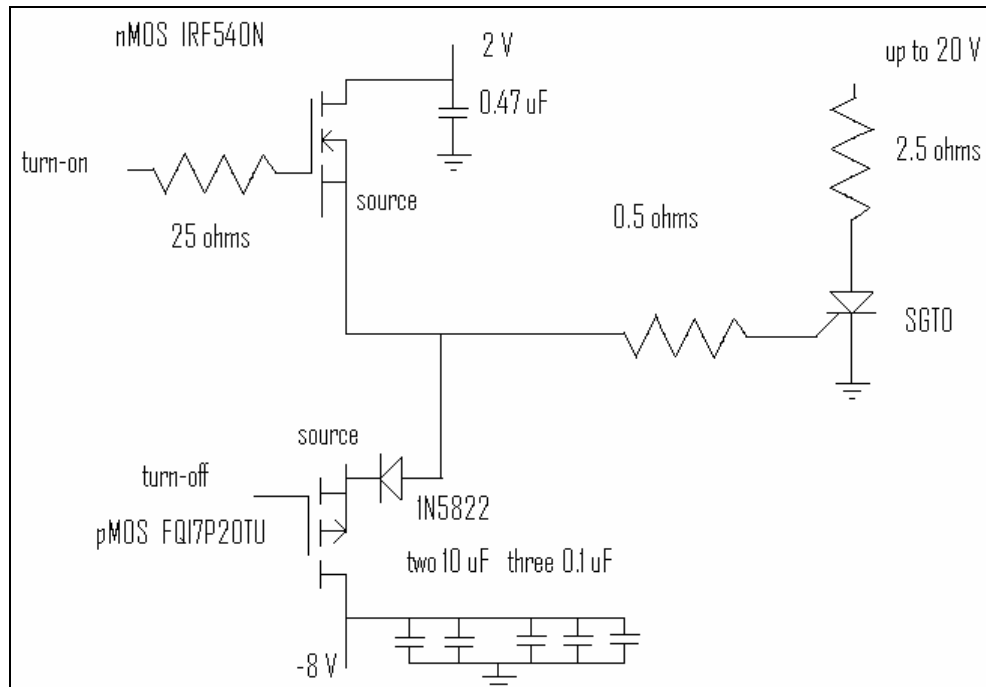 nMOS IRF540N
2 V
up to 20 V
0.47 uF
2.5 ohms
turn-on
source
25 ohms
0.5 ohms
SGTO
source
turn-off
1N5822
pMOS FQI7P20TU
two 10 uF three 0.1 uF
-8 V